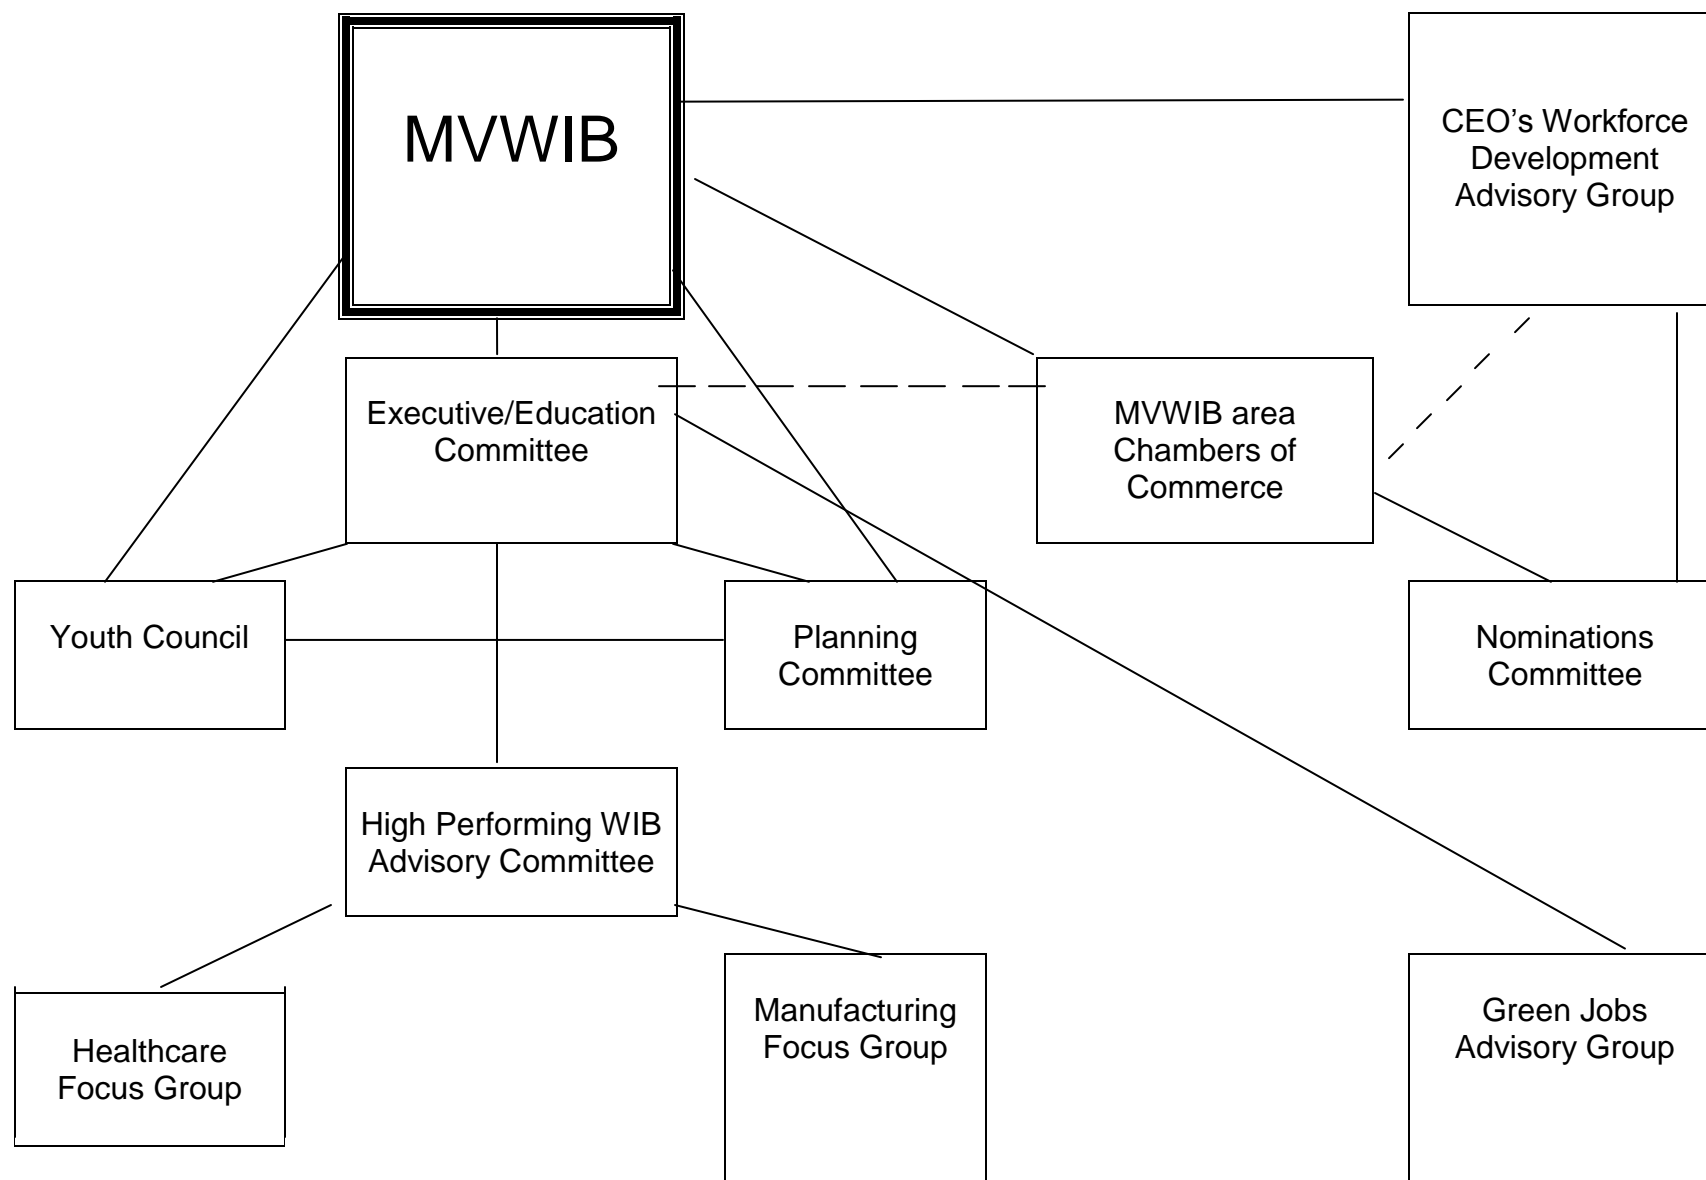 MVWIB
CEO’s Workforce
Development
Advisory Group
Executive/Education
Committee
MVWIB area
Chambers of
Commerce
Youth Council
Planning
Committee
Nominations
Committee
High Performing WIB
Advisory Committee
Healthcare
Focus Group
Manufacturing
Focus Group
Green Jobs
Advisory Group